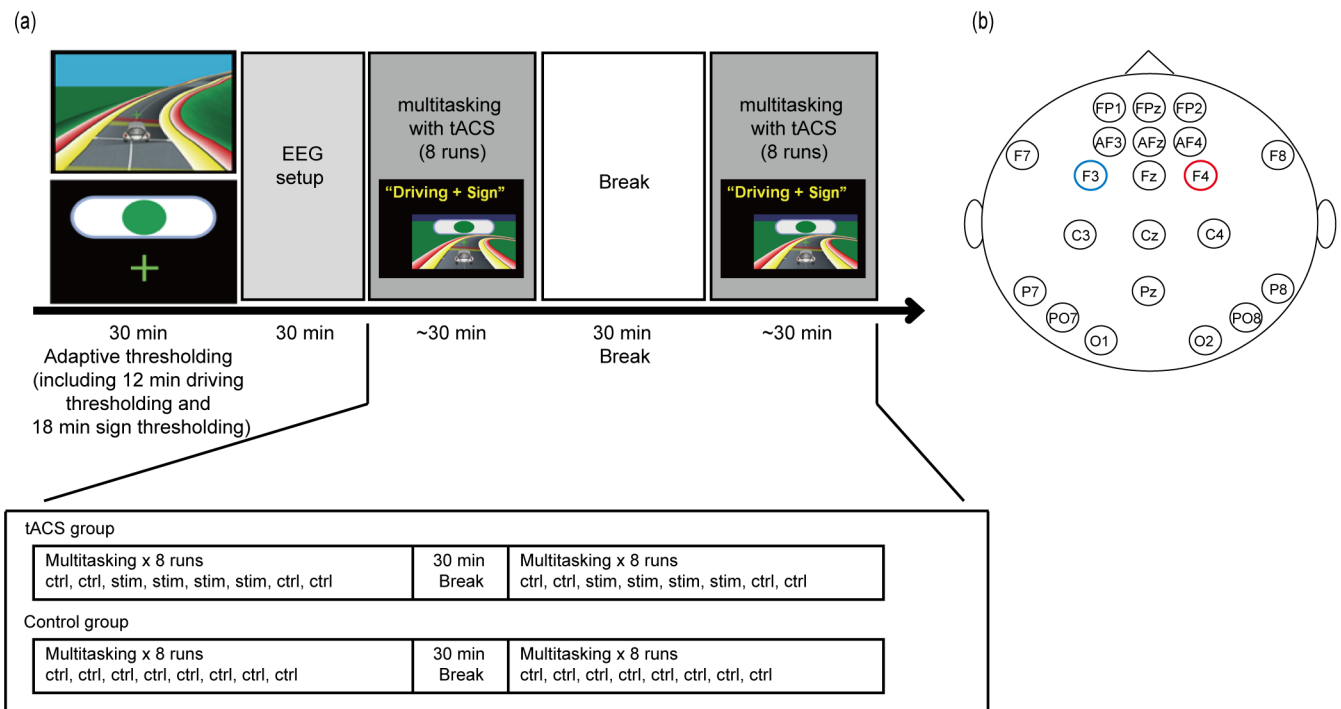 (a)
EEG
setup
multitasking
with tACS
(8 runs)
"Driving + Sign"
Break
multitasking
with tACS
(8 runs)
"Driving + Sign"
30 min
Adaptive thresholding
(including 12 min driving
thresholding and
18 min sign thresholding)
30 min
~30 min
30 min
Break
~30 min
tACS group
Multitasking x 8 runs
ctrl, ctrl, stim, stim, stim, stim, ctrl, ctrl
30 min
Break
Multitasking x 8 runs
ctrl, ctrl, stim, stim, stim, stim, ctrl, ctrl
Control group
Multitasking x 8 runs
ctrl, ctrl, ctrl, ctrl, ctrl, ctrl, ctrl, ctrl
30 min
Break
Multitasking x 8 runs
ctrl, ctrl, ctrl, ctrl, ctrl, ctrl, ctrl, ctrl
(b)
FP1 FPz FP2
AF3 AFz AF4
F7 F8
F3 Fz F4
C3 Cz C4
P7 Pz P8
PO7 PO8
O1 O2